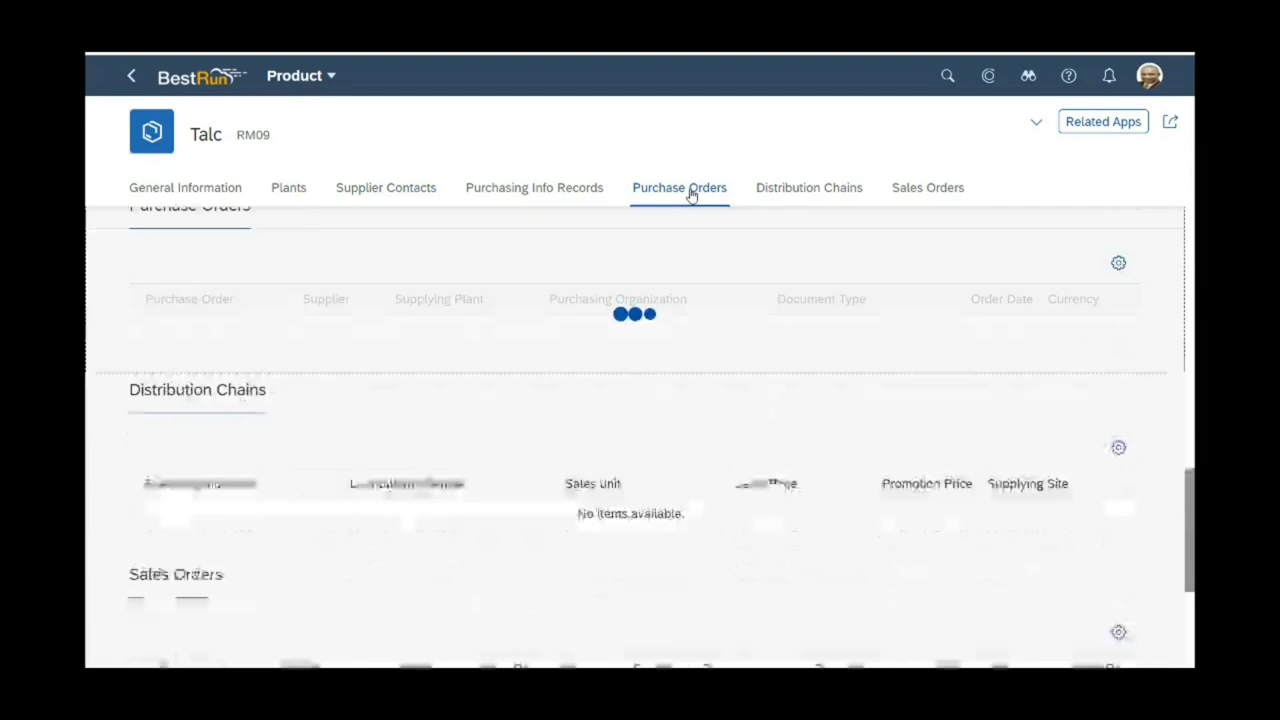 BestRun Product
Talc RM09
Related Apps
General Information Plants Supplier Contacts Purchasing Info Records Purchase Orders Distribution Chains Sales Orders
Purchase Orders
Purchase Order Supplier Supplying Plant Purchasing Organization Document Type Order Date Currency
Distribution Chains
Sales Unit Promotion Price Supplying Site
No items available.
Sales Orders